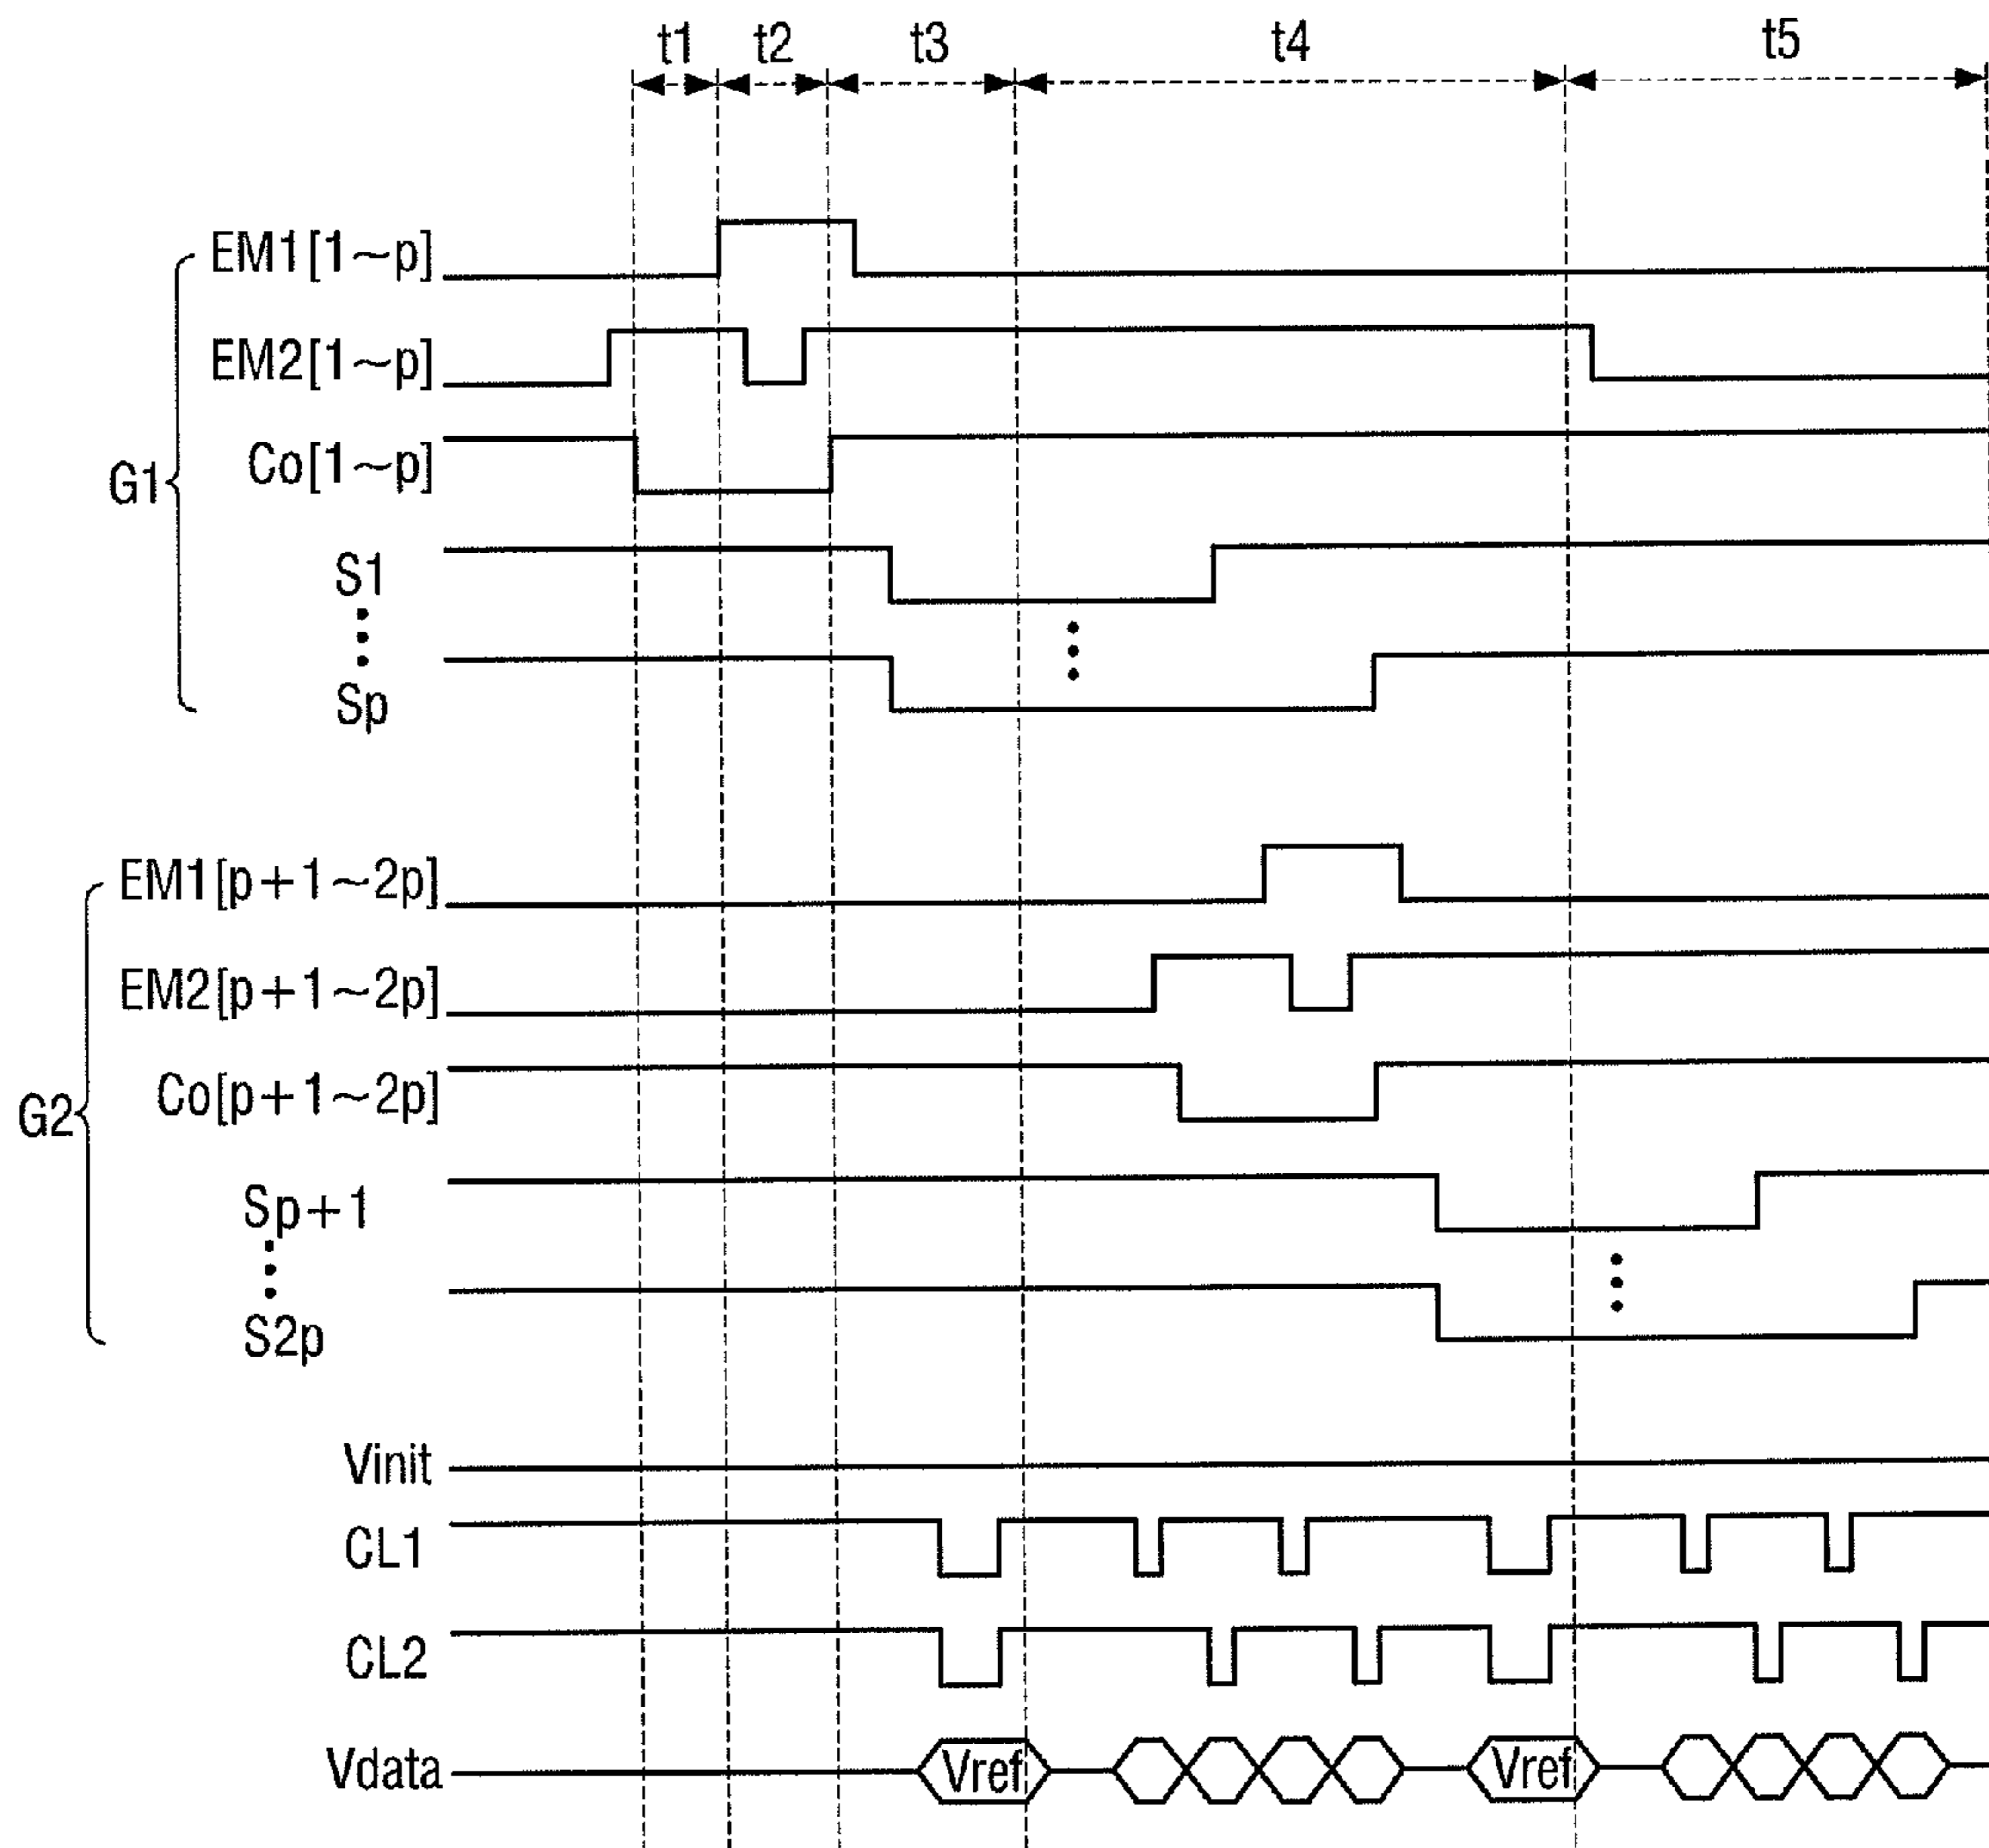 t1 t2 t3 t4 t5
EM1[1~p]
EM2[1~p]
Co[1~p]
G1
S1
Sp
EM1[p+1~2p]
EM2[p+1~2p]
Co[p+1~2p]
G2
Sp+1
S2p
Vinit
CL1
CL2
Vdata Vref Vref